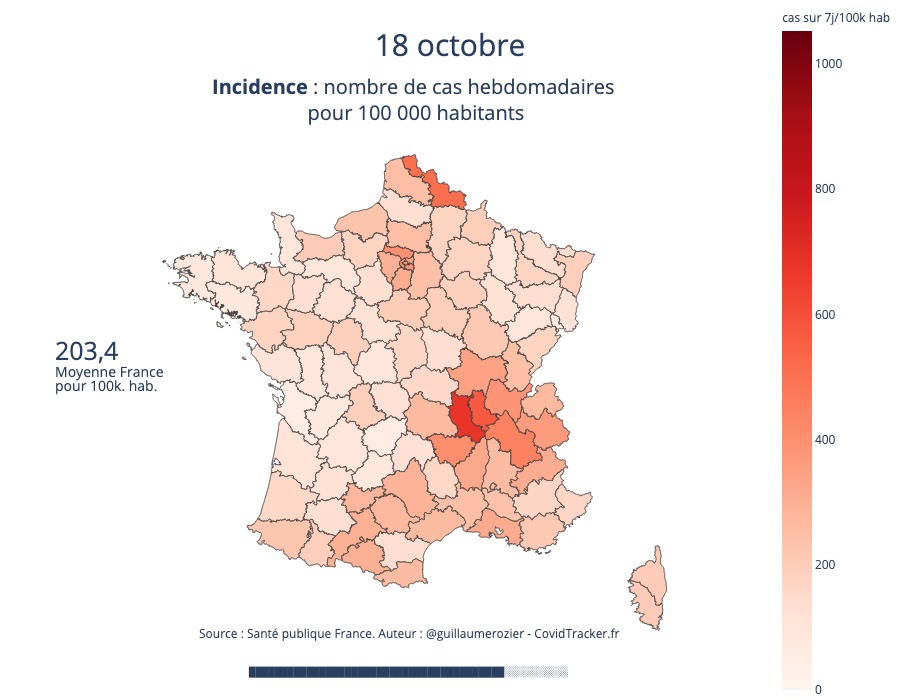 cas sur 7j/100k hab
18 octobre
Incidence : nombre de cas hebdomadaires
pour 100 000 habitants
1000
800
600
400
200
0
203,4
Moyenne France
pour 100k. hab.
Source : Santé publique France. Auteur : @guillaumerozier - CovidTracker.fr